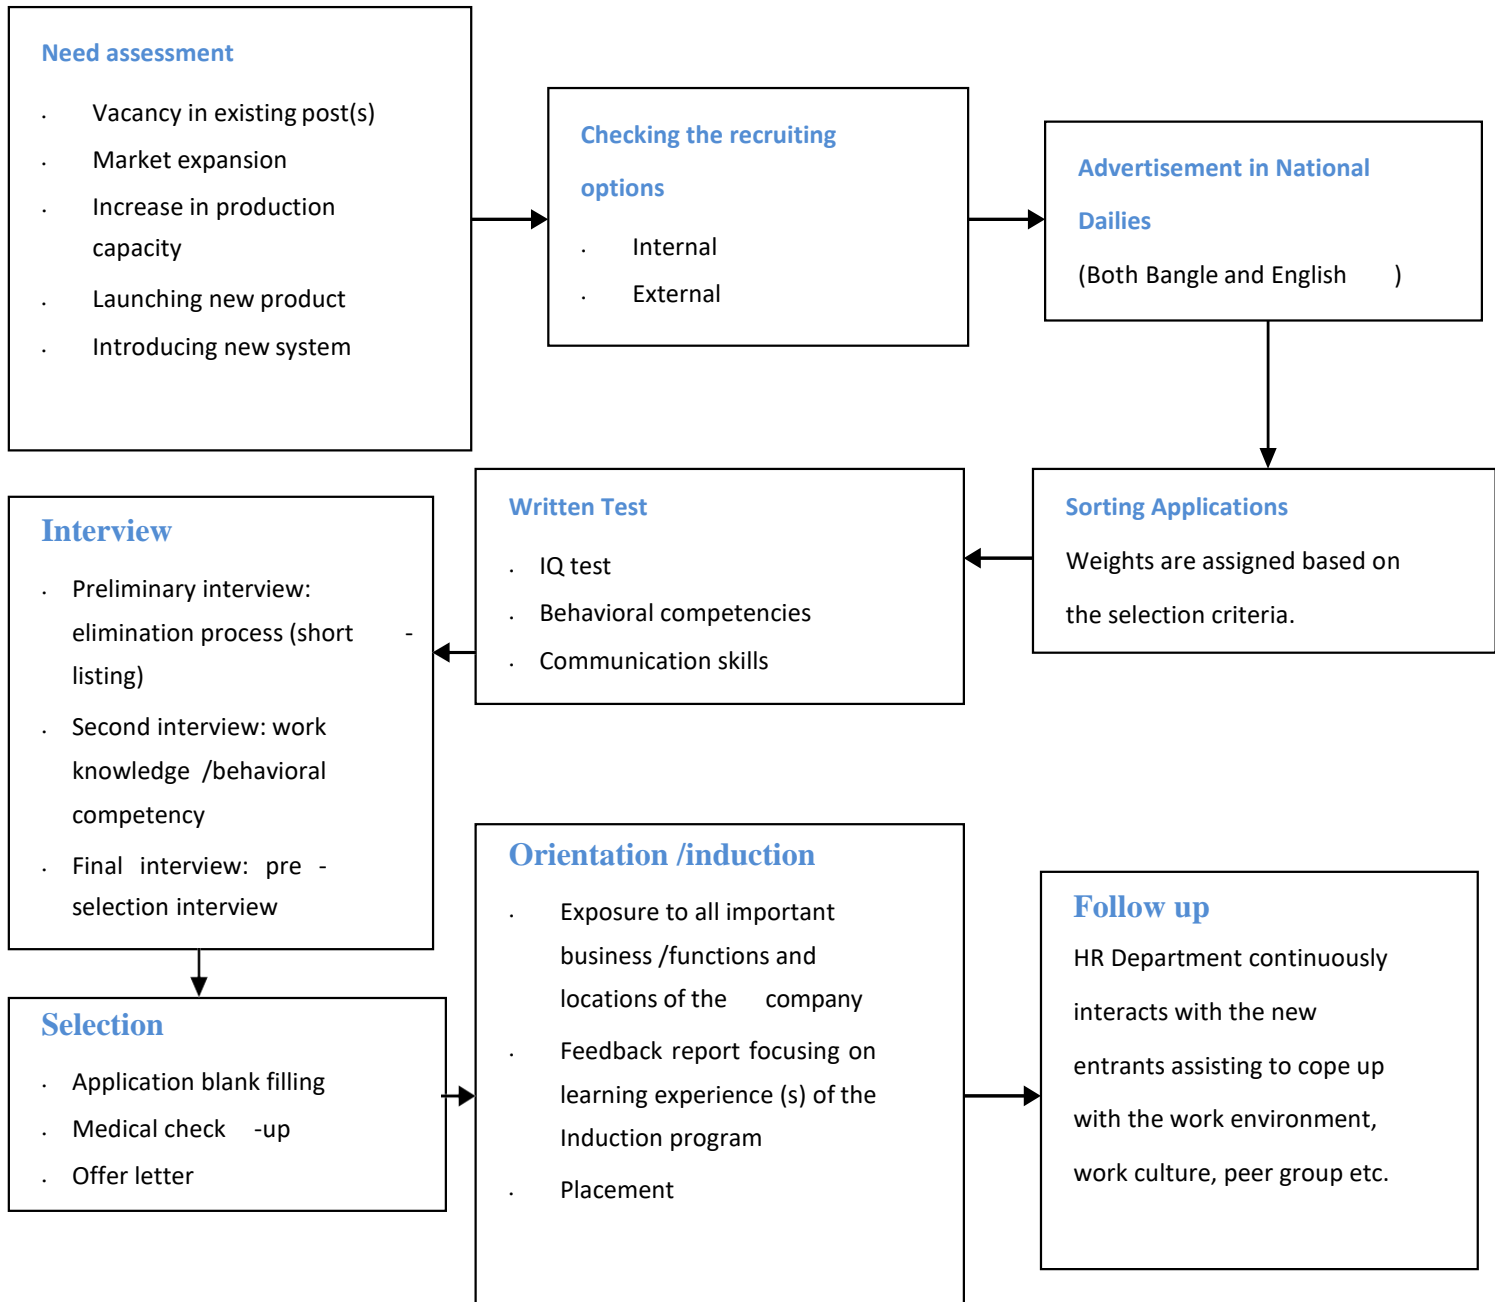 Need assessment
· Vacancy in existing post(s)
· Market expansion
· Increase in production
capacity
· Launching new product
· Introducing new system
Checking the recruiting
options
· Internal
· External
Advertisement in National
Dailies
(Both Bangle and English )
Sorting Applications
Weights are assigned based on
the selection criteria.
Written Test
· IQ test
· Behavioral competencies
· Communication skills
Interview
· Preliminary interview:
elimination process (short -
listing)
· Second interview: work
knowledge /behavioral
competency
· Final interview: pre -
selection interview
Selection
· Application blank filling
· Medical check -up
· Offer letter
Orientation /induction
· Exposure to all important
business /functions and
locations of the company
· Feedback report focusing on
learning experience (s) of the
Induction program
· Placement
Follow up
HR Department continuously
interacts with the new
entrants assisting to cope up
with the work environment,
work culture, peer group etc.